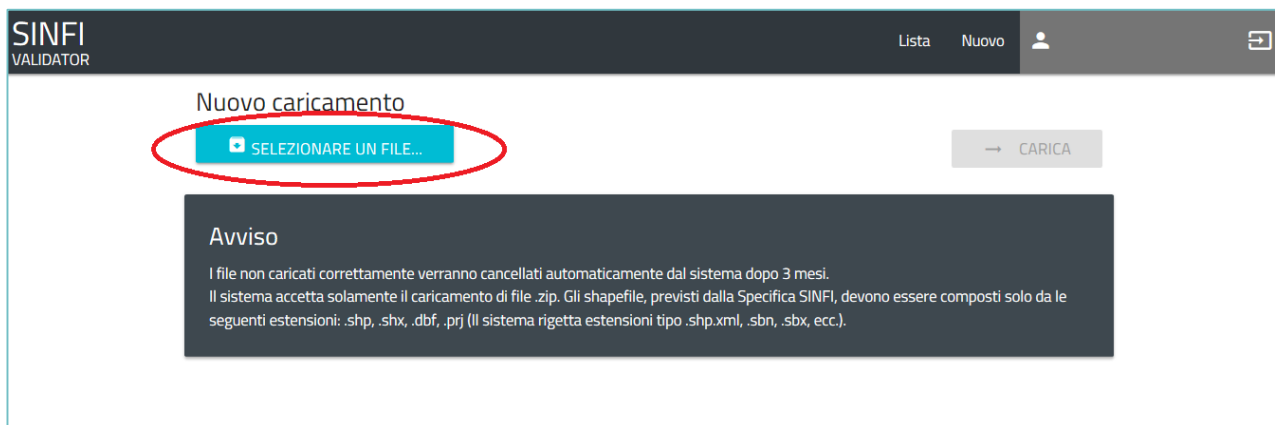 SINFI
VALIDATOR
Lista
Nuovo
Nuovo caricamento
SELEZIONARE UN FILE...
→ CARICA
Avviso
I file non caricati correttamente verranno cancellati automaticamente dal sistema dopo 3 mesi.
Il sistema accetta solamente il caricamento di file .zip. Gli shapefile, previsti dalla Specifica SINFI, devono essere composti solo da le
seguenti estensioni: .shp, .shx, .dbf, .prj (Il sistema rigetta estensioni tipo .shp.xml, .sbn, .sbx, ecc.).